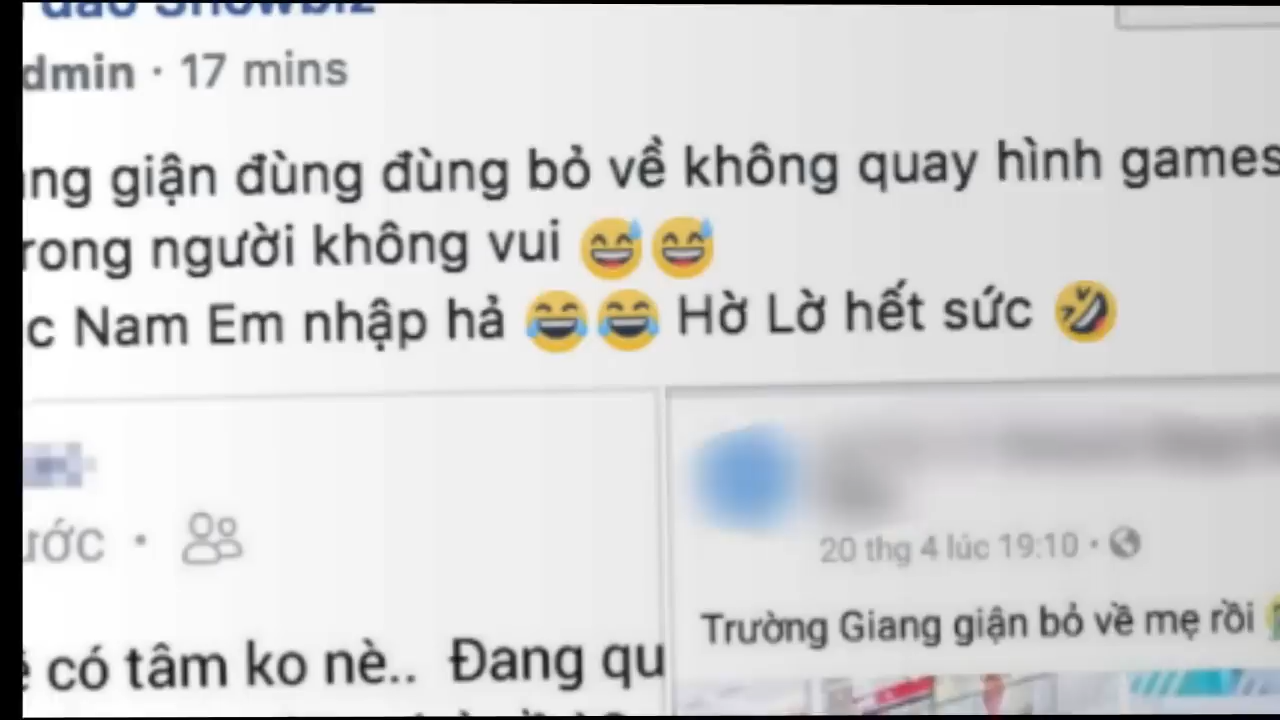 Showbiz
dmin · 17 mins
ng giận đùng đùng bỏ về không quay hình games
rong người không vui 😅😅
c Nam Em nhập hả 😂😂 Hờ Lờ hết sức 🤣
ước ·
20 thg 4 lúc 19:10 ·
Trường Giang giận bỏ về mẹ rồi
có tâm ko nè.. Đang qu